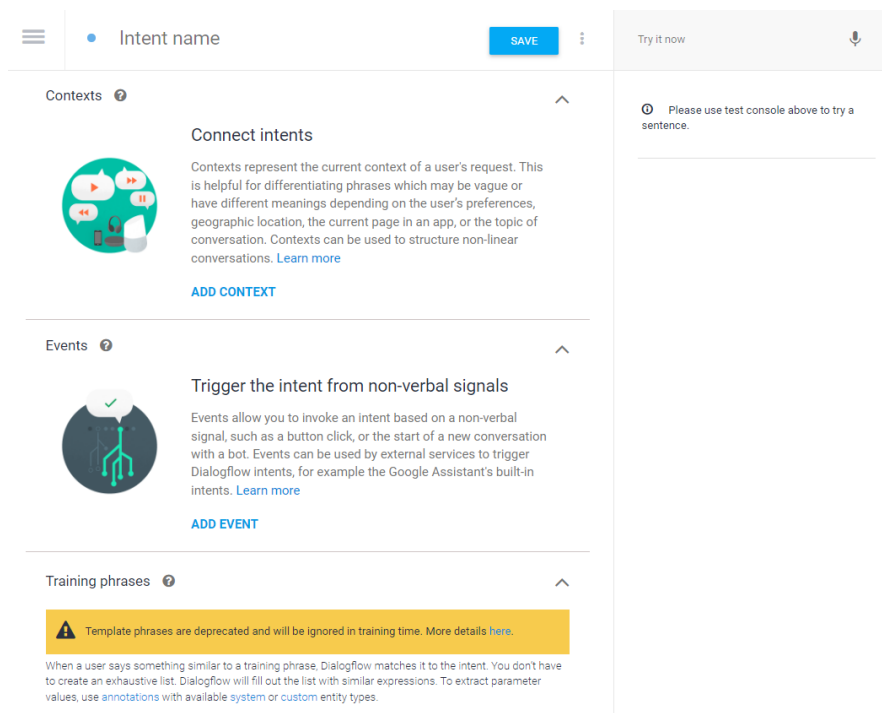 Intent name
SAVE
Try it now
Contexts
Please use test console above to try a
sentence.
Connect intents
Contexts represent the current context of a user's request. This
is helpful for differentiating phrases which may be vague or
have different meanings depending on the user’s preferences,
geographic location, the current page in an app, or the topic of
conversation. Contexts can be used to structure non-linear
conversations. Learn more
ADD CONTEXT
Events
Trigger the intent from non-verbal signals
Events allow you to invoke an intent based on a non-verbal
signal, such as a button click, or the start of a new conversation
with a bot. Events can be used by external services to trigger
Dialogflow intents, for example the Google Assistant's built-in
intents. Learn more
ADD EVENT
Training phrases
Template phrases are deprecated and will be ignored in training time. More details here.
When a user says something similar to a training phrase, Dialogflow matches it to the intent. You don't have
to create an exhaustive list. Dialogflow will fill out the list with similar expressions. To extract parameter
values, use annotations with available system or custom entity types.